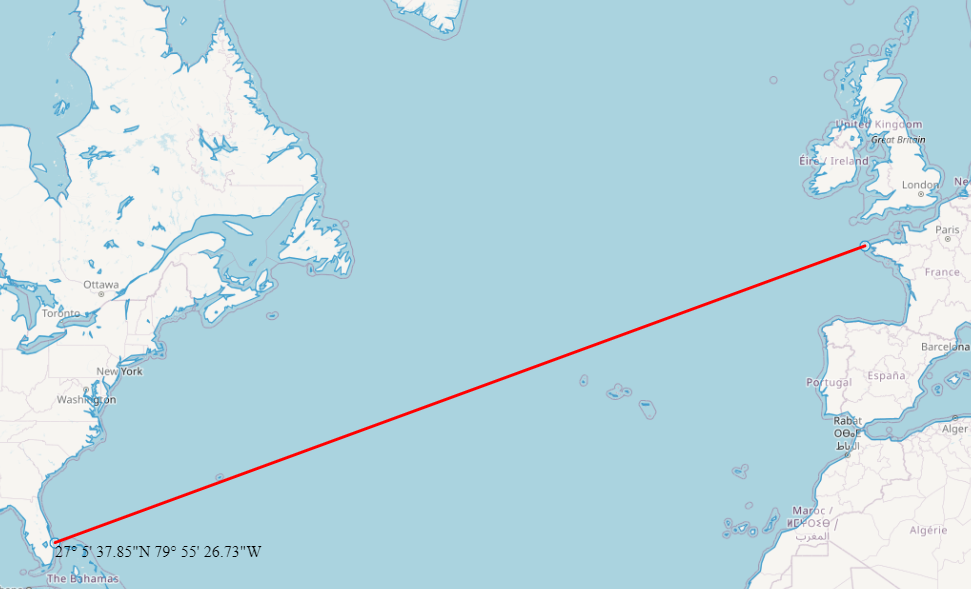 United Kingdom
Great Britain
Éire / Ireland
London
Ne
Paris
France
Ottawa
Toronto
New York
Washington
Barcelona
España
Portugal
Rabat
ⵔⴱⴰⵟ
الرباط
Alger
Maroc /
ⵍⵎⵖⵔⵉⴱ
المغرب
Algérie
27° 5' 37.85"N 79° 55' 26.73"W
The Bahamas